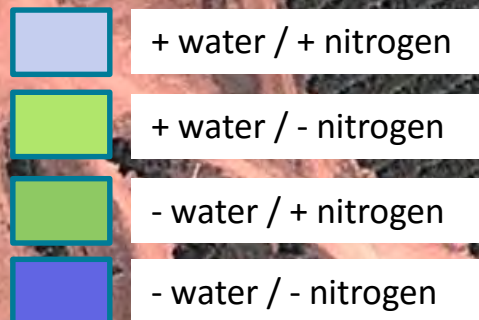 + water / + nitrogen
+ water / - nitrogen
- water / + nitrogen
- water / - nitrogen